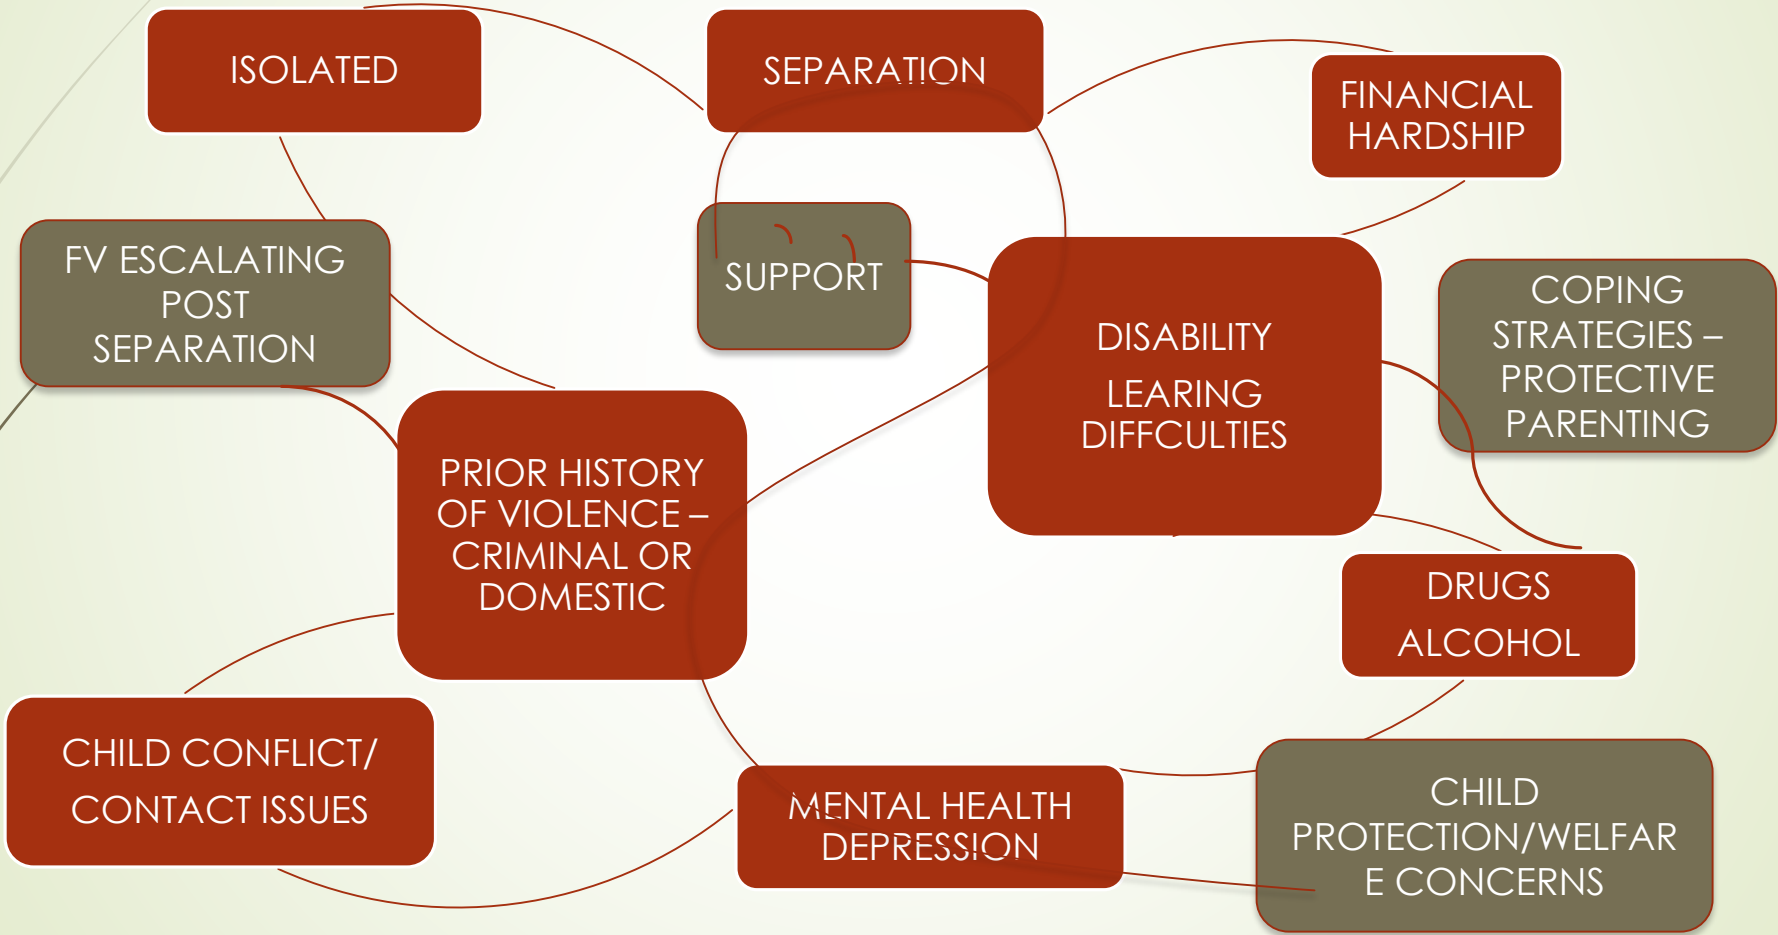 ISOLATED
SEPARATION
FINANCIAL
HARDSHIP
FV ESCALATING
POST
SEPARATION
SUPPORT
DISABILITY
LEARING
DIFFCULTIES
COPING
STRATEGIES –
PROTECTIVE
PARENTING
PRIOR HISTORY
OF VIOLENCE –
CRIMINAL OR
DOMESTIC
DRUGS
ALCOHOL
CHILD CONFLICT/
CONTACT ISSUES
MENTAL HEALTH
DEPRESSION
CHILD
PROTECTION/WELFAR
E CONCERNS